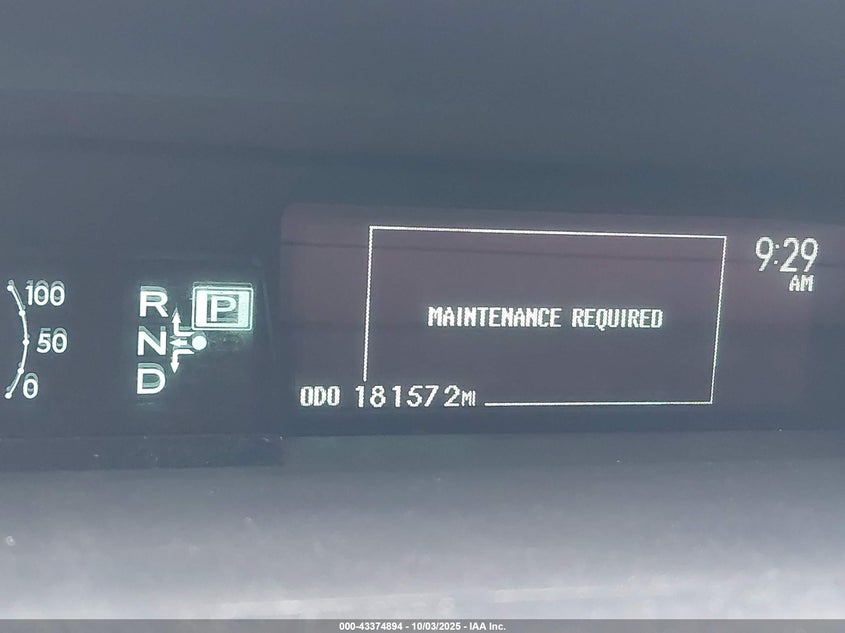 100
50
0
R
P
N
D
MAINTENANCE REQUIRED
9:29
AM
ODO 181572MI
000-43374894 - 10/03/2025 - IAA Inc.